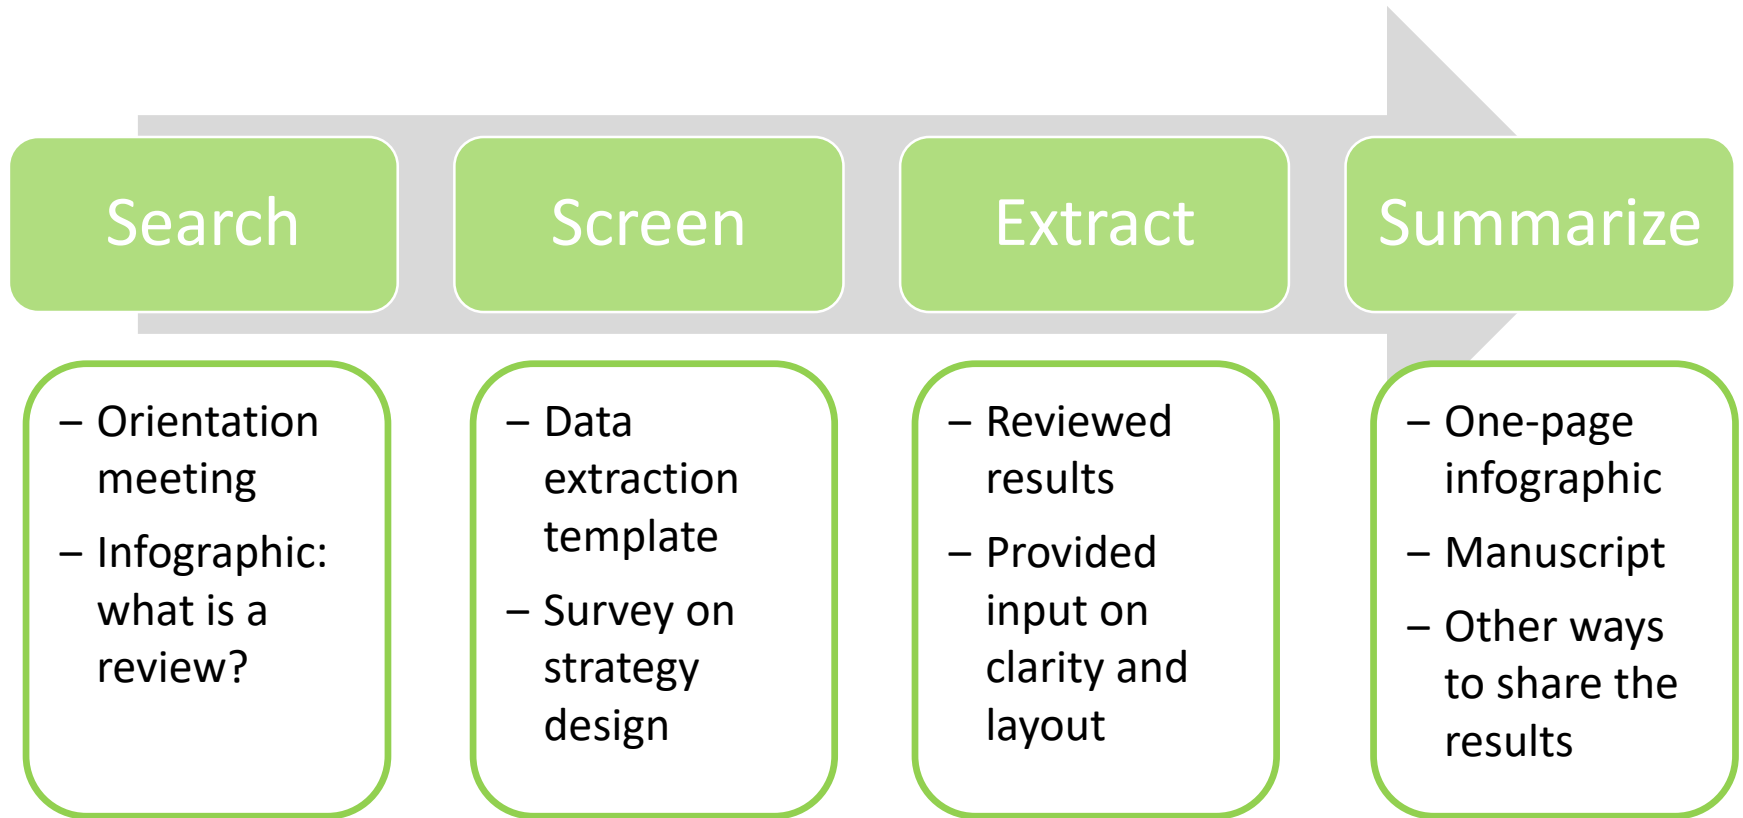 Search
Screen
Extract
Summarize
– Orientation
meeting
– Infographic:
what is a
review?
– Data
extraction
template
– Survey on
strategy
design
– Reviewed
results
– Provided
input on
clarity and
layout
– One-page
infographic
– Manuscript
– Other ways
to share the
results